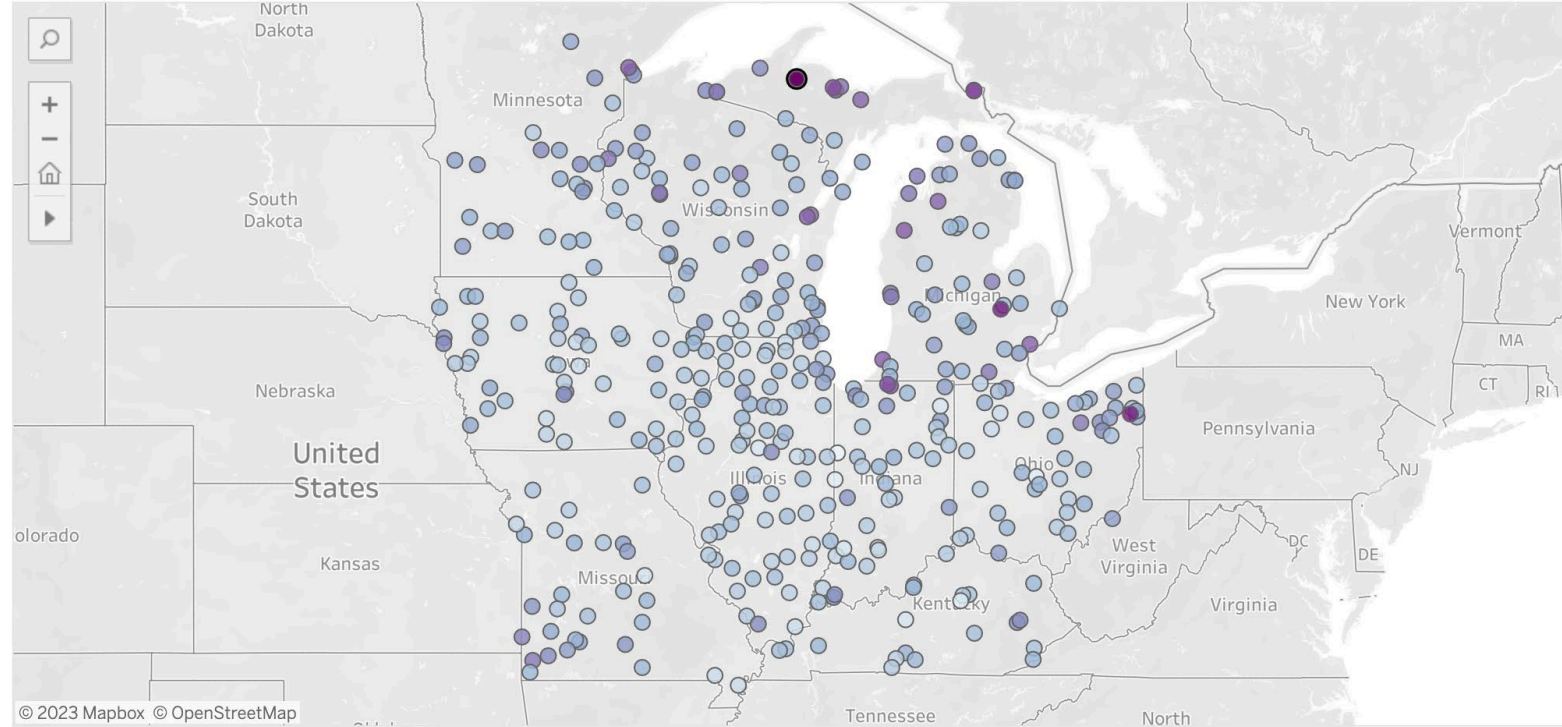 North
Dakota
Minnesota
South
Dakota
Wisconsin
Vermont
Michigan
New York
MA
Nebraska
CT
RI
United
States
Pennsylvania
Illinois
Indiana
Ohio
NJ
olorado
Kansas
Missou
West
Virginia
DC
DE
Kentucky
Virginia
Tennessee
North
© 2023 Mapbox © OpenStreetMap